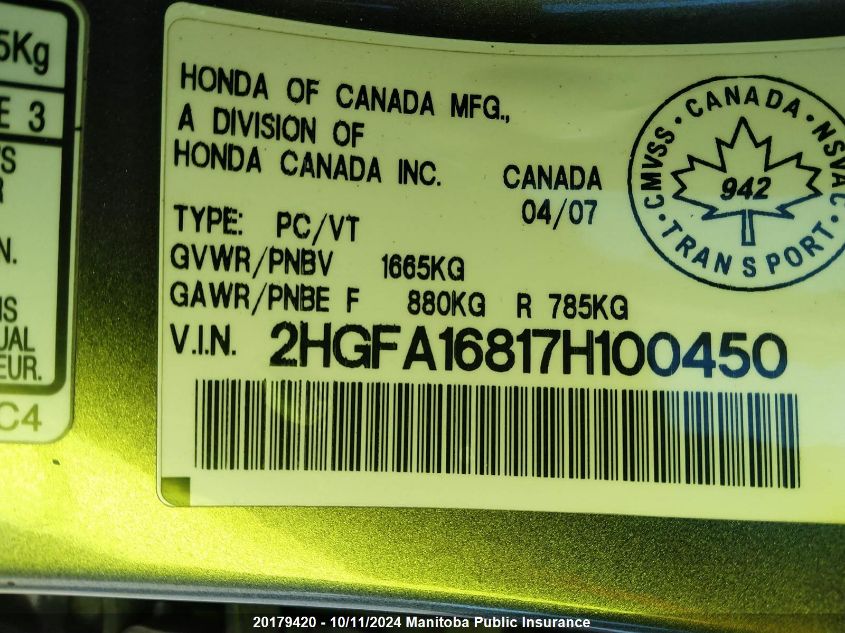 5Kg
E 3
'S
R
N.
NS
UAL
EUR.
C4
HONDA OF CANADA MFG.,
A DIVISION OF
HONDA CANADA INC.
CANADA
04/07
TYPE: PC/VT
GVWR/PNBV 1665KG
GAWR/PNBE F 880KG R 785KG
V.I.N. 2HGFA16817H100450
CMVSS · CANADA · NSVAC · TRANSPORT ·
942
20179420 - 10/11/2024 Manitoba Public Insurance